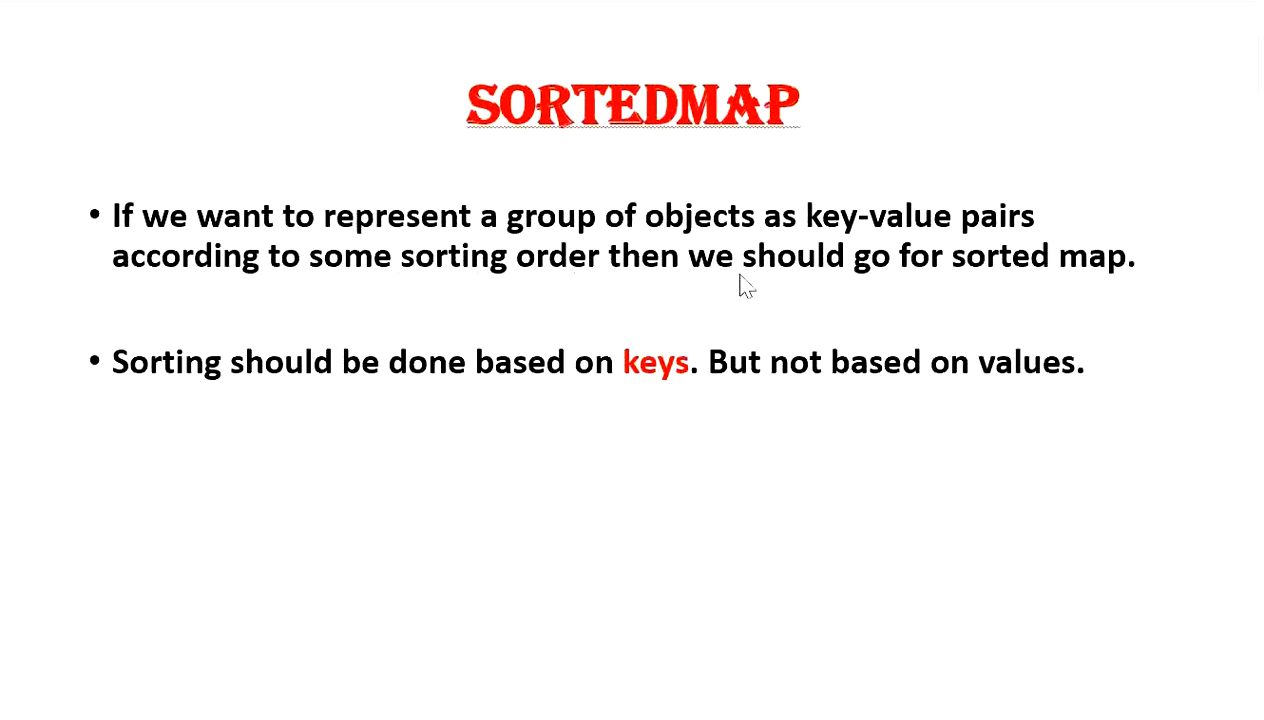 SORTEDMAP
• If we want to represent a group of objects as key-value pairs
according to some sorting order then we should go for sorted map.
• Sorting should be done based on keys. But not based on values.